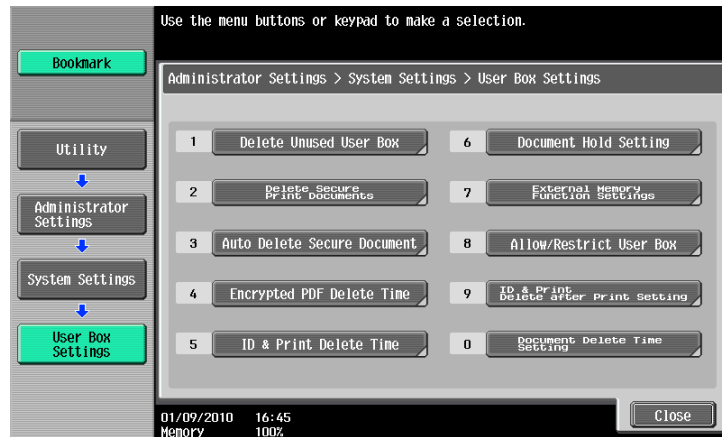 Use the menu buttons or keypad to make a selection.
Bookmark
Administrator Settings > System Settings > User Box Settings
Utility
Administrator
Settings
System Settings
User Box
Settings
1 Delete Unused User Box
2 Delete Secure
Print Documents
3 Auto Delete Secure Document
4 Encrypted PDF Delete Time
5 ID & Print Delete Time
6 Document Hold Setting
7 External Memory
Function Settings
8 Allow/Restrict User Box
9 ID & Print
Delete after Print Setting
0 Document Delete Time
Setting
01/09/2010 16:45
Memory 100%
Close